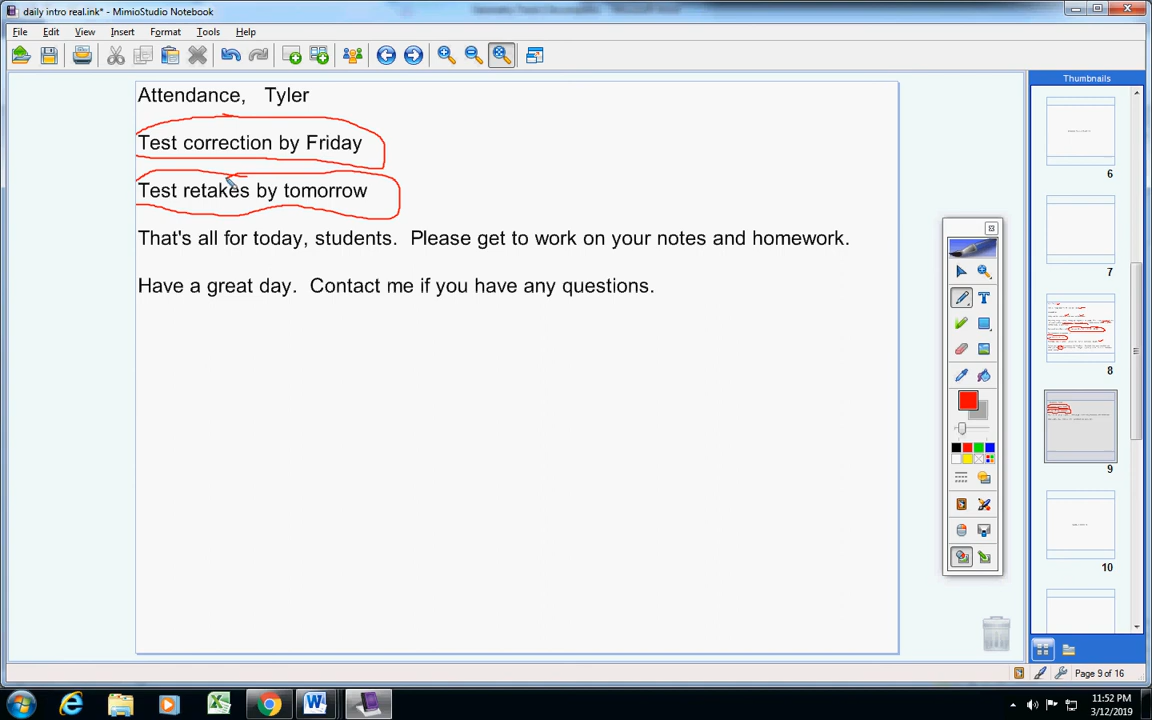 daily intro real.ink* - MimioStudio Notebook
File Edit View Insert Format Tools Help
Thumbnails
Attendance,   Tyler
Test correction by Friday
Test retakes by tomorrow
That's all for today, students.  Please get to work on your notes and homework.
Have a great day.  Contact me if you have any questions.
6
7
8
9
10
Page 9 of 16
11:52 PM
3/12/2019